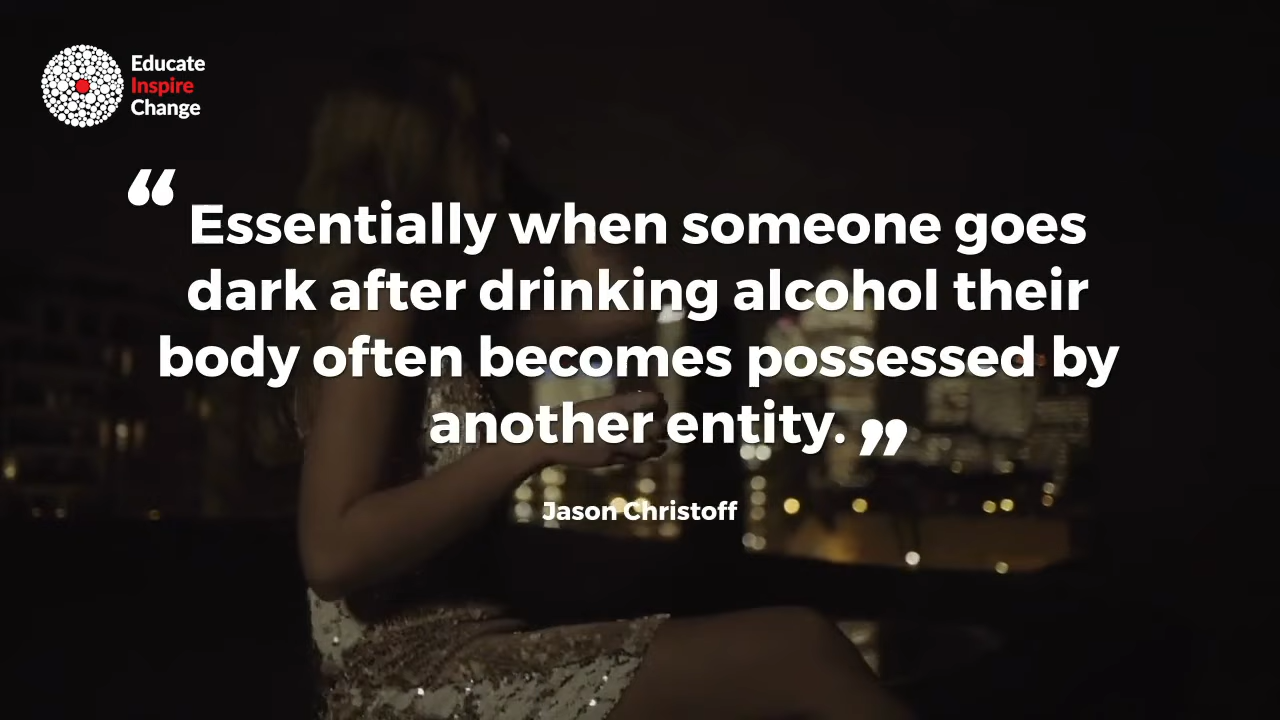 Educate
Inspire
Change
“ Essentially when someone goes
dark after drinking alcohol their
body often becomes possessed by
another entity. ”
Jason Christoff